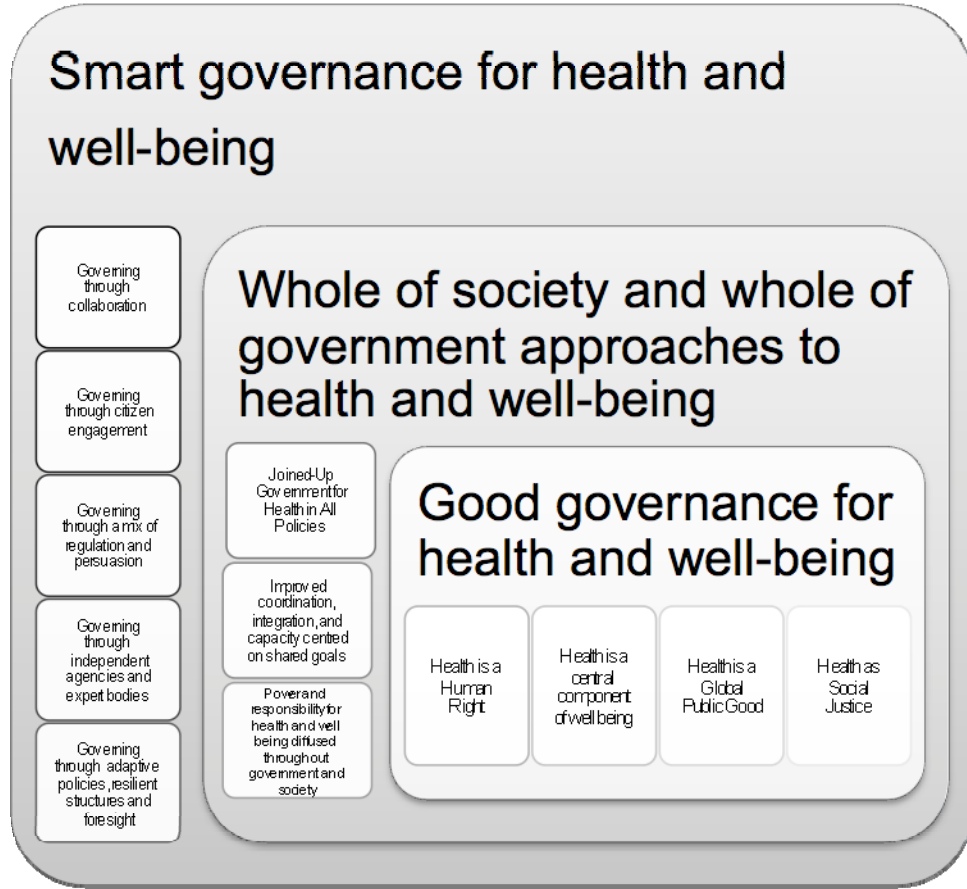 Smart governance for health and
well-being
Governing
through
collaboration
Governing
through citizen
engagement
Governing
through a mix of
regulation and
persuasion
Governing
through
independent
agencies and
expert bodies
Governing
through adaptive
policies, resilient
structures and
foresight
Whole of society and whole of
government approaches to
health and well-being
Joined-Up
Government for
Health in All
Policies
Improved
coordination,
integration, and
capacity centred
on shared goals
Power and
responsibility for
health and well
being diffused
throughout
government and
society
Good governance for
health and well-being
Health is a
Human
Right
Health is a
central
component
of well being
Health is a
Global
Public Good
Health as
Social
Justice